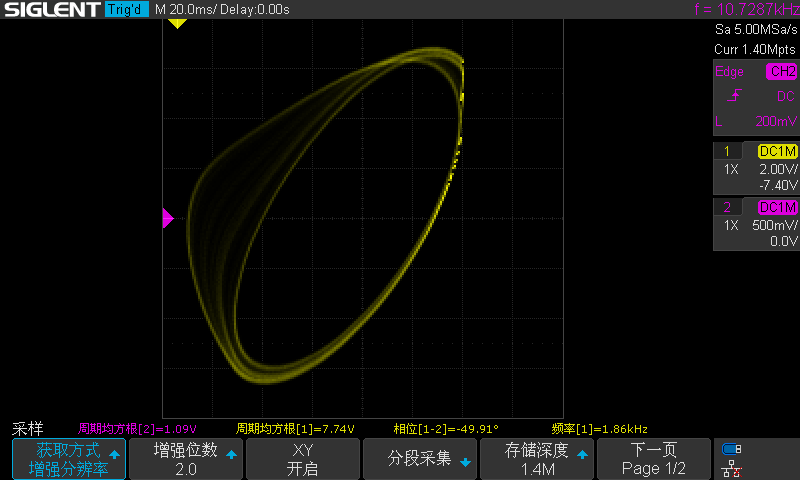 SIGLENT Trig'd M 20.0ms/ Delay:0.00s f = 10.7287kHz
Sa 5.00MSa/s
Curr 1.40Mpts
Edge CH2
DC
L 200mV
1 DC1M
1X 2.00V/
-7.40V
2 DC1M
1X 500mV/
0.0V
采样 周期均方根[2]=1.09V 周期均方根[1]=7.74V 相位[1-2]=-49.91° 频率[1]=1.86kHz
获取方式
增强分辨率
增强位数
2.0
XY
开启
分段采集
存储深度
1.4M
下一页
Page 1/2